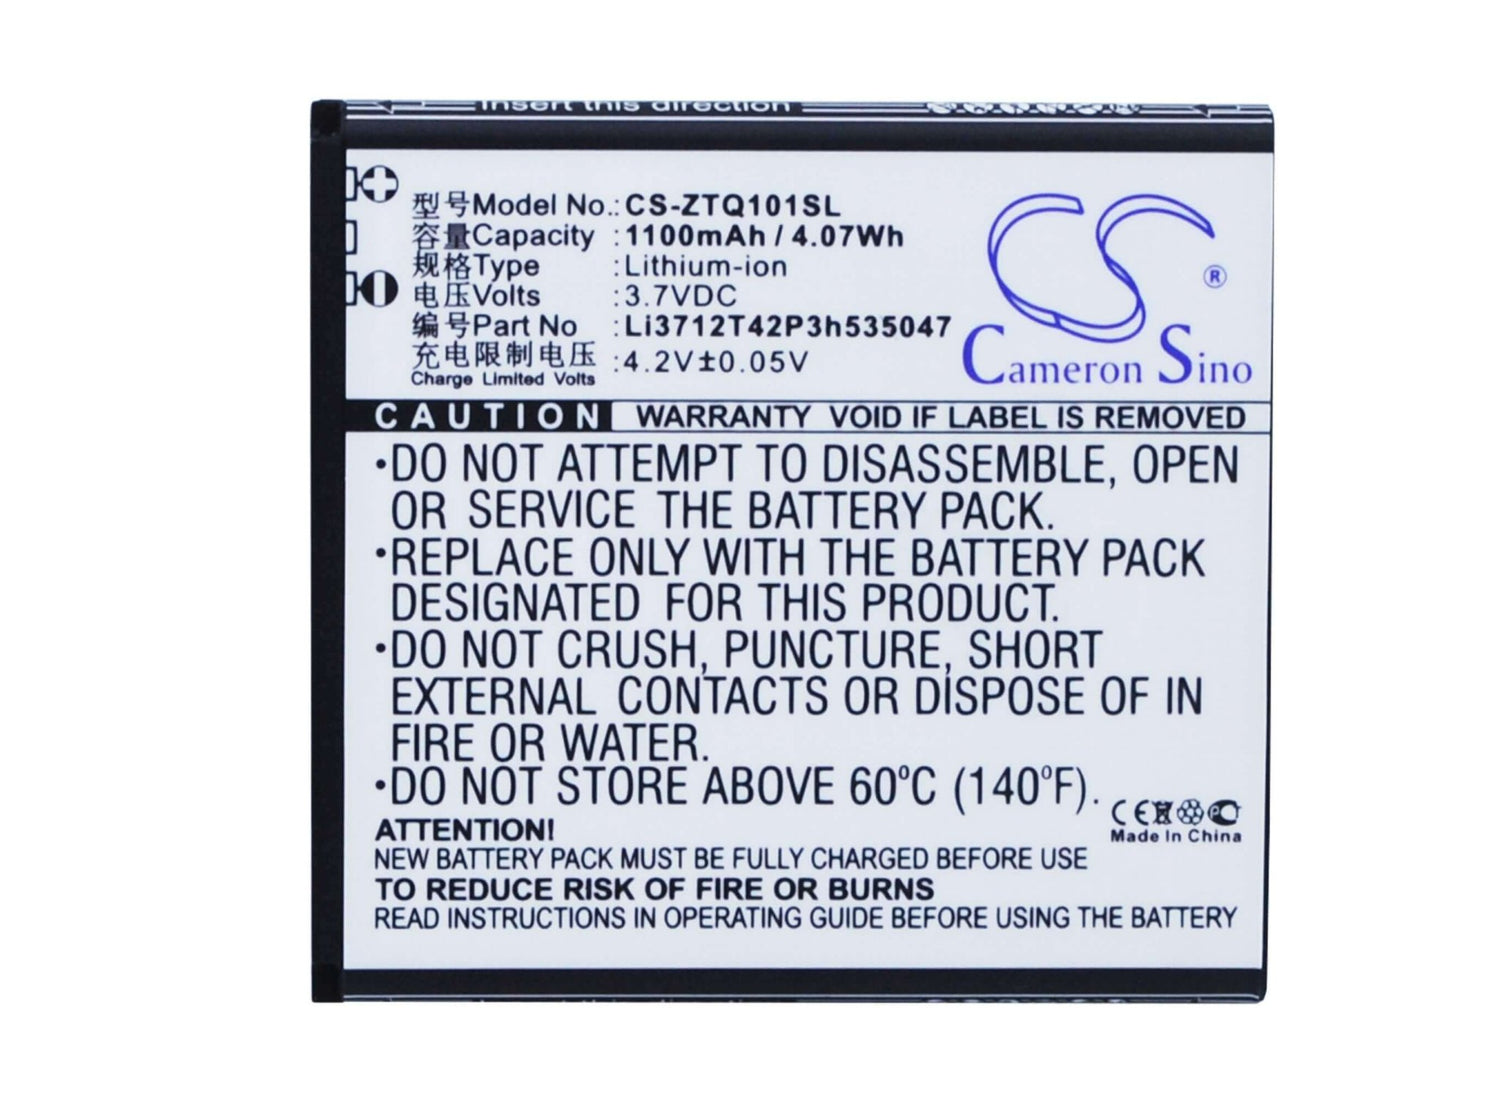 Insert this direction
型号Model No.: CS-ZTQ101SL
容量Capacity : 1100mAh / 4.07Wh
规格Type : Lithium-ion
电压Volts : 3.7VDC
编号Part No : Li3712T42P3h535047
充电限制电压 : 4.2V±0.05V
Charge Limited Volts
CS ®
Cameron Sino
CAUTION WARRANTY VOID IF LABEL IS REMOVED
•DO NOT ATTEMPT TO DISASSEMBLE, OPEN
OR SERVICE THE BATTERY PACK.
•REPLACE ONLY WITH THE BATTERY PACK
DESIGNATED FOR THIS PRODUCT.
•DO NOT CRUSH, PUNCTURE, SHORT
EXTERNAL CONTACTS OR DISPOSE OF IN
FIRE OR WATER.
•DO NOT STORE ABOVE 60°C (140°F).
CE
Made In China
ATTENTION!
NEW BATTERY PACK MUST BE FULLY CHARGED BEFORE USE
TO REDUCE RISK OF FIRE OR BURNS
READ INSTRUCTIONS IN OPERATING GUIDE BEFORE USING THE BATTERY